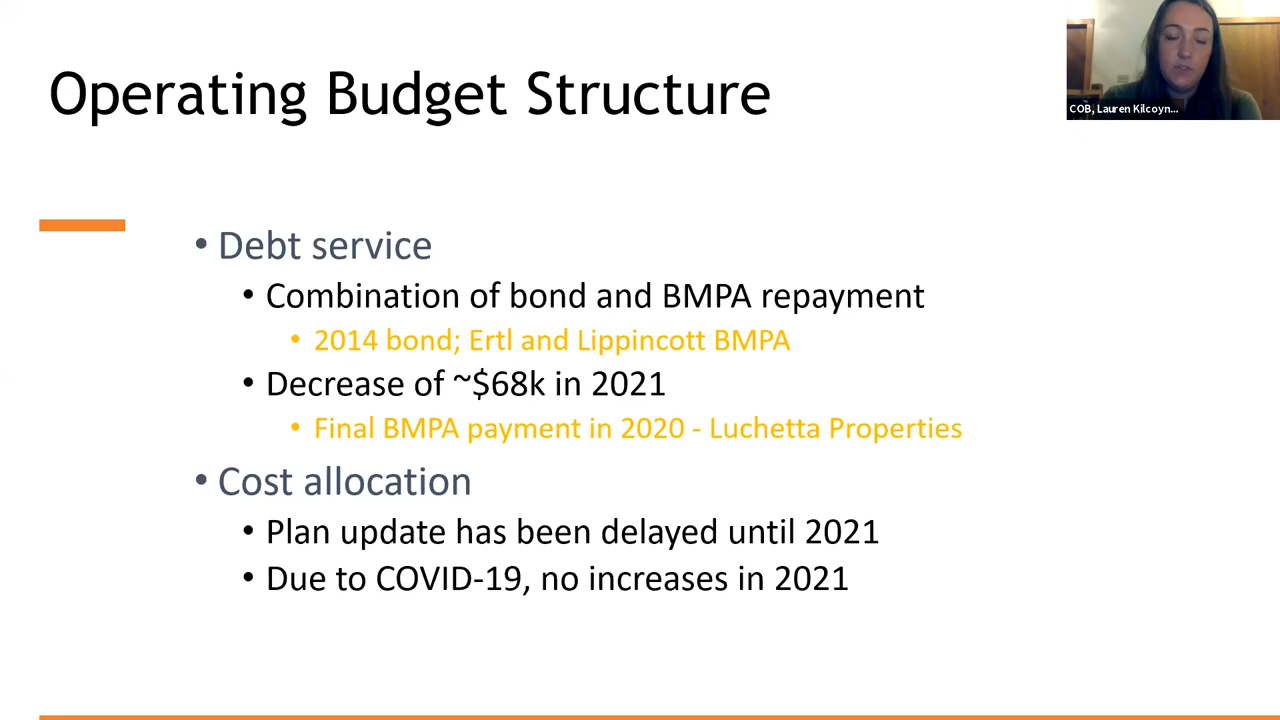 Operating Budget Structure
COB, Lauren Kilcoyn...
• Debt service
• Combination of bond and BMPA repayment
• 2014 bond; Ertl and Lippincott BMPA
• Decrease of ~$68k in 2021
• Final BMPA payment in 2020 - Luchetta Properties
• Cost allocation
• Plan update has been delayed until 2021
• Due to COVID-19, no increases in 2021